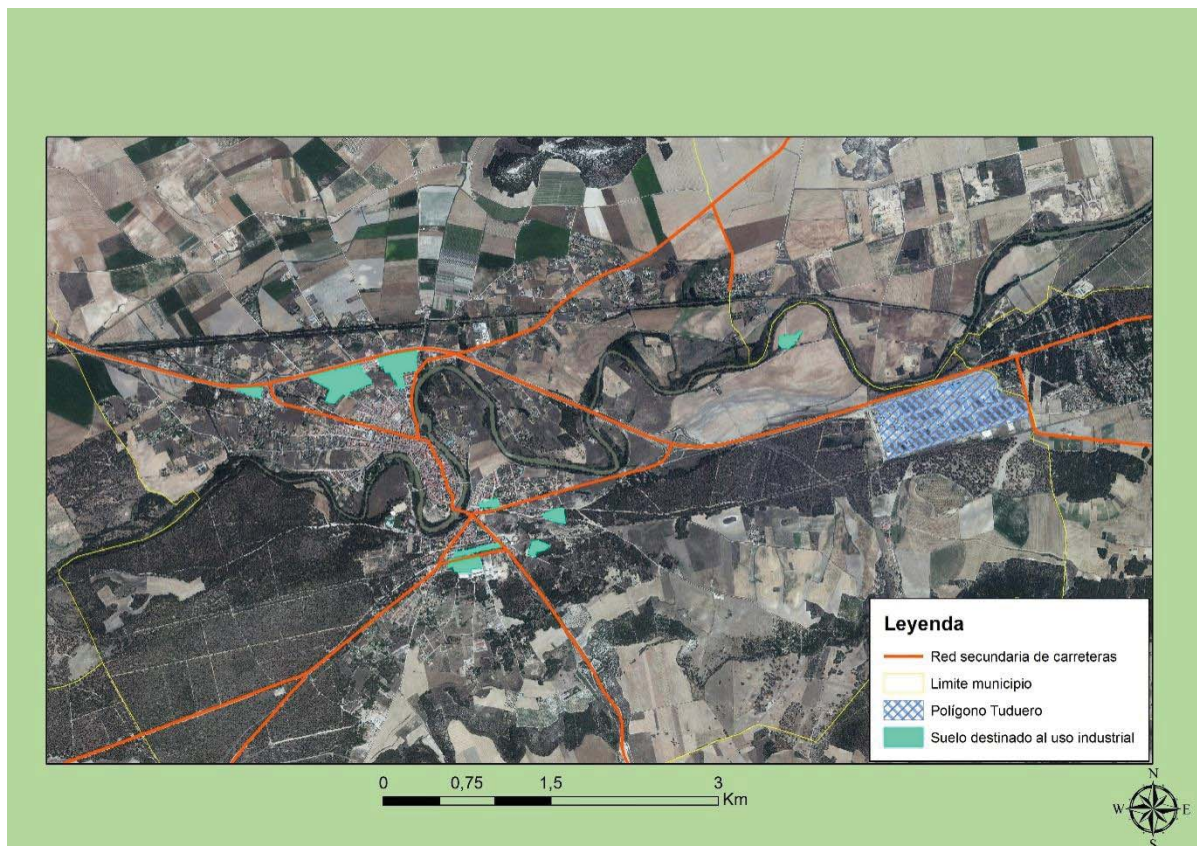 Leyenda
Red secundaria de carreteras
Limite municipio
Polígono Tuduero
Suelo destinado al uso industrial
0 0,75 1,5 3
Km
N
W E
S